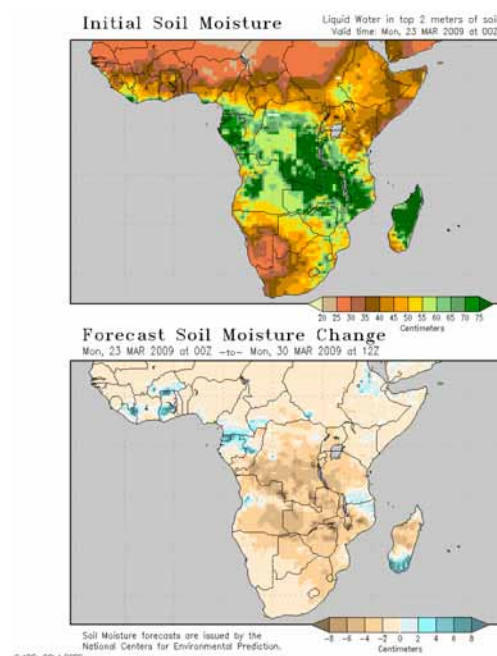 Initial Soil Moisture
Liquid Water in top 2 meters of soi
Valid time: Mon, 23 MAR 2009 at 00Z
20 25 30 35 40 45 50 55 60 65 70 75
Centimeters
Forecast Soil Moisture Change
Mon, 23 MAR 2009 at 00Z -to- Mon, 30 MAR 2009 at 12Z
Soil Moisture forecasts are issued by the
National Centers for Environmental Prediction.
-8 -6 -4 -2 0 2 4 6 8
Centimeters